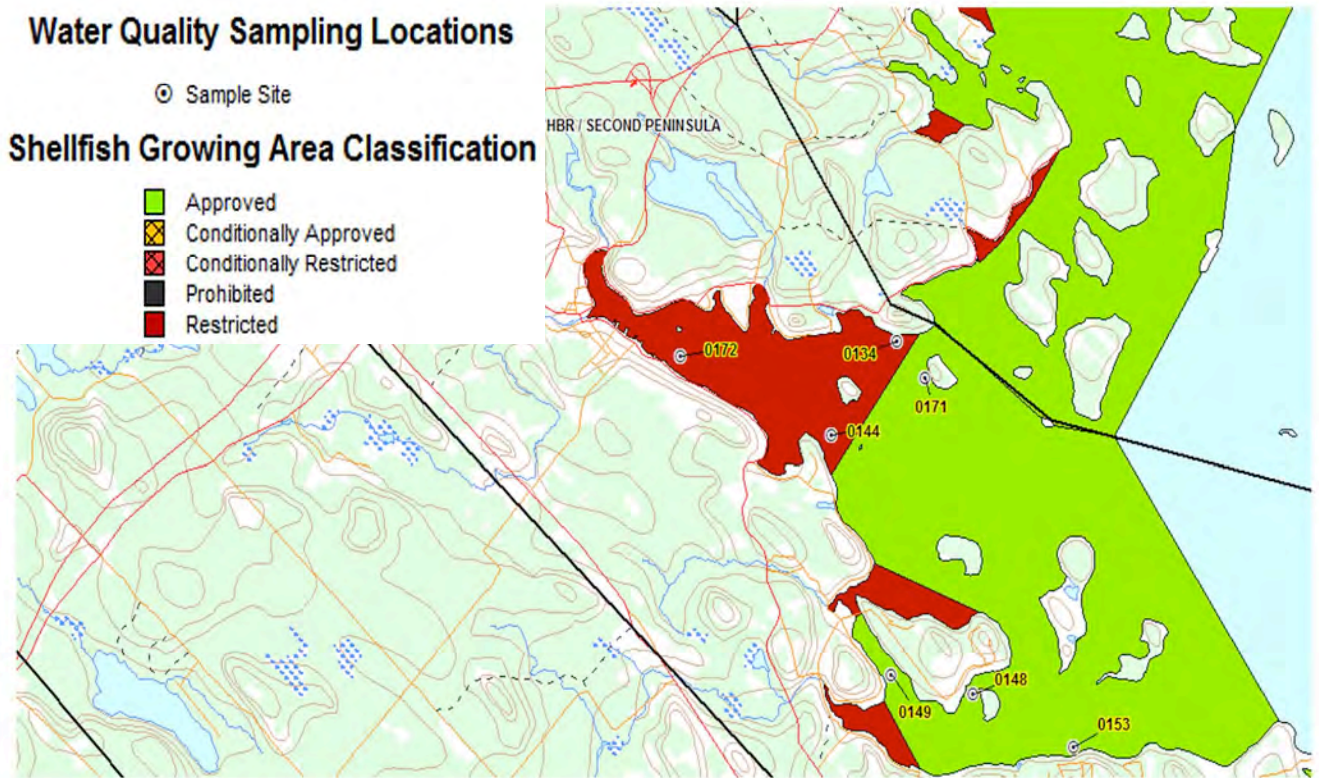 Water Quality Sampling Locations
Sample Site
Shellfish Growing Area Classification
Approved
Conditionally Approved
Conditionally Restricted
Prohibited
Restricted
HBR / SECOND PENINSULA
0172
0134
0171
0144
0148
0149
0153